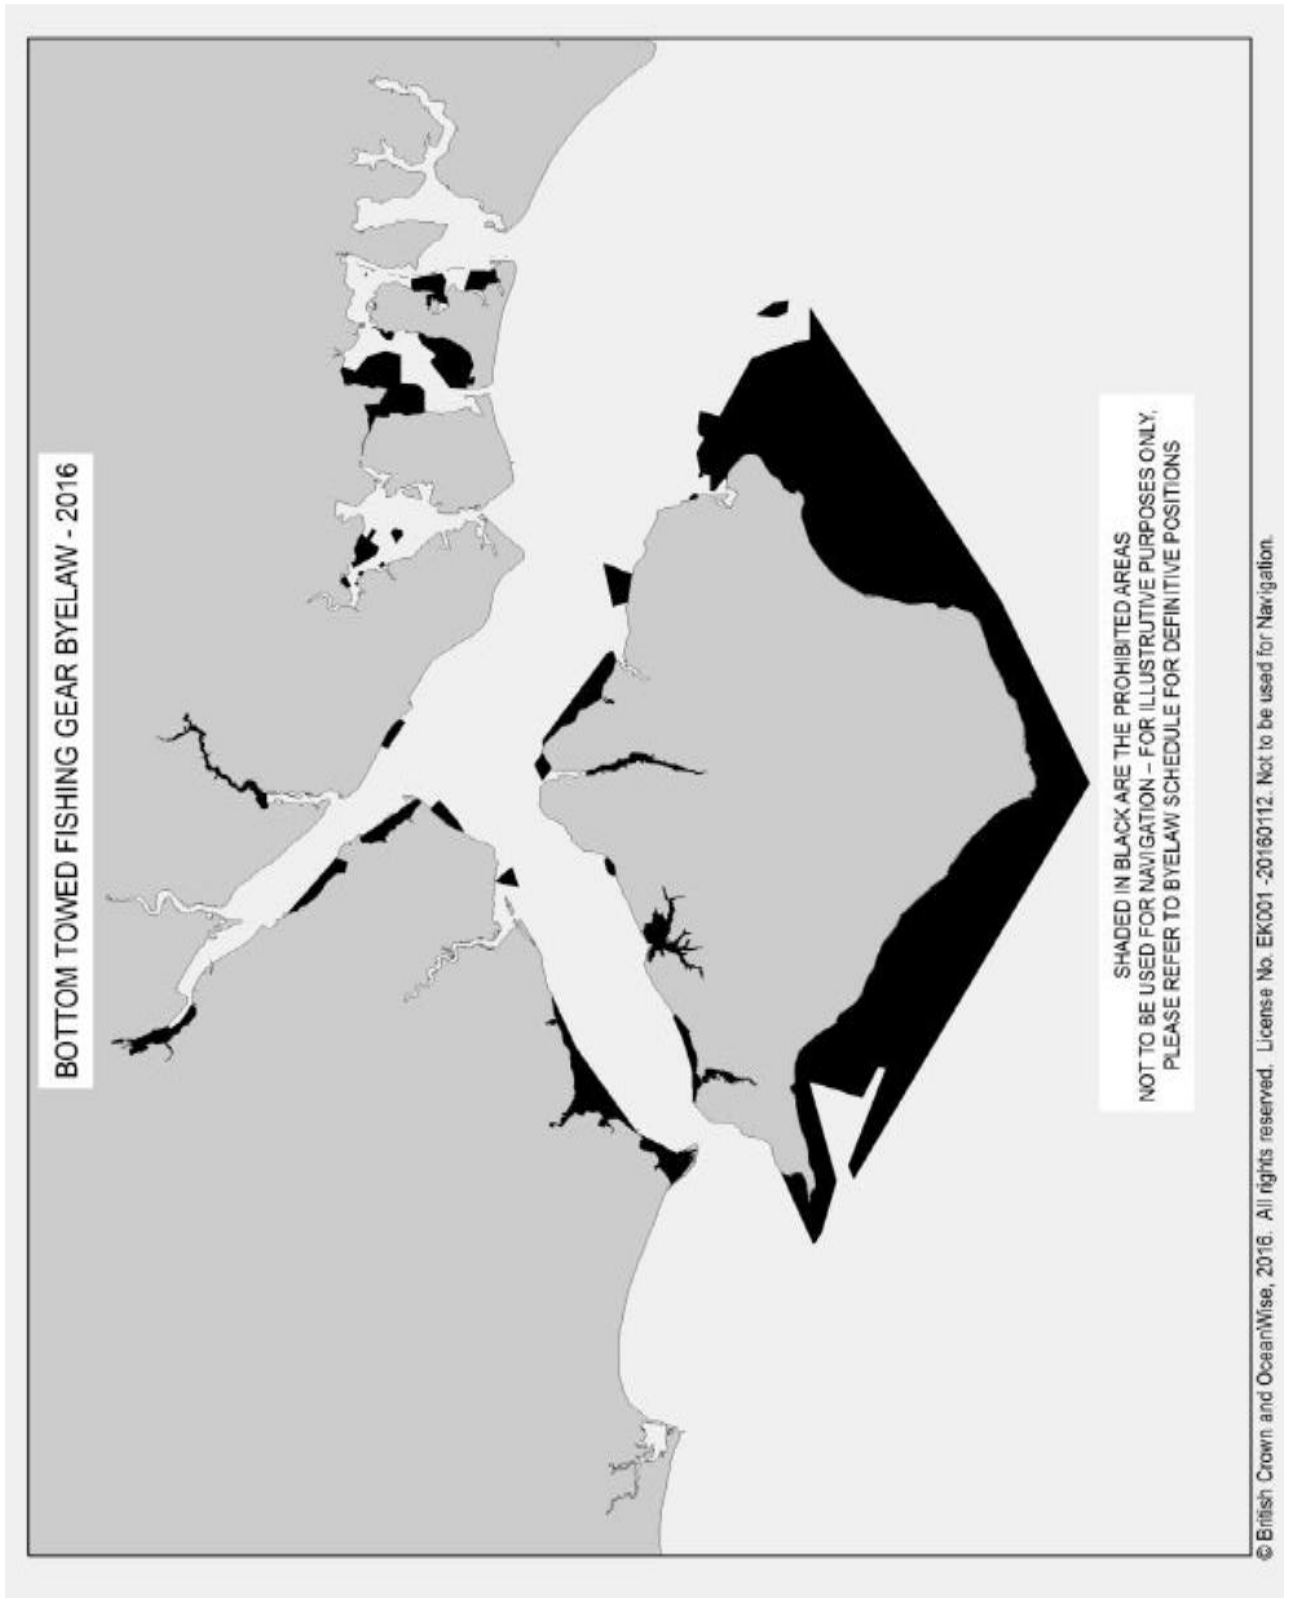 BOTTOM TOWED FISHING GEAR BYELAW - 2016
SHADED IN BLACK ARE THE PROHIBITED AREAS
NOT TO BE USED FOR NAVIGATION – FOR ILLUSTRUTIVE PURPOSES ONLY,
PLEASE REFER TO BYELAW SCHEDULE FOR DEFINITIVE POSITIONS
© British Crown and OceanWise, 2016. All rights reserved. License No. EK001 -20160112. Not to be used for Navigation.